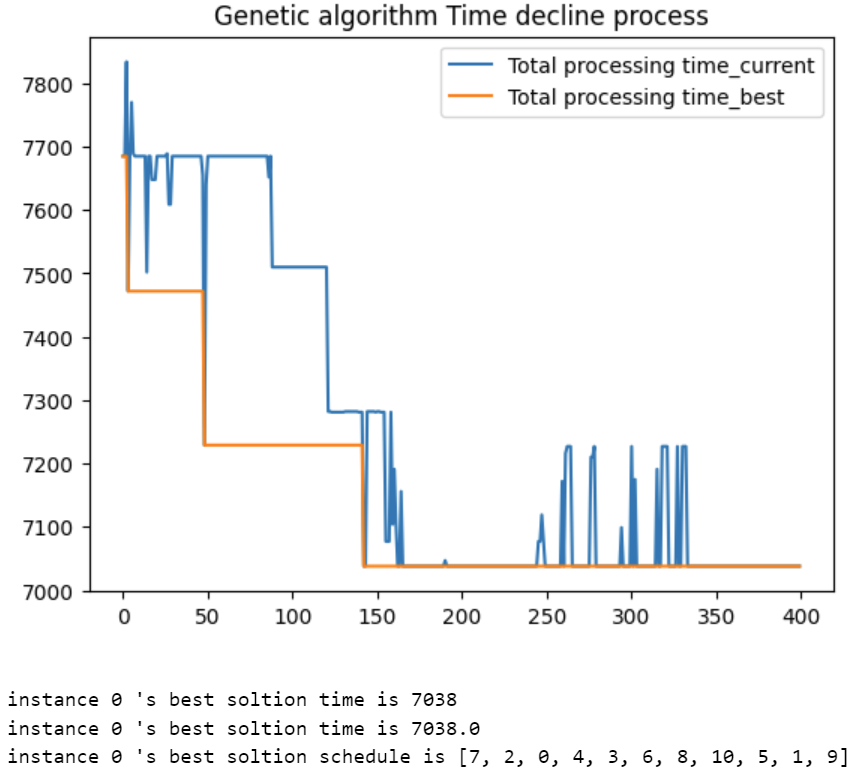 Genetic algorithm Time decline process
Total processing time_current
Total processing time_best
7800
7700
7600
7500
7400
7300
7200
7100
7000
0 50 100 150 200 250 300 350 400
instance 0 's best soltion time is 7038
instance 0 's best soltion time is 7038.0
instance 0 's best soltion schedule is [7, 2, 0, 4, 3, 6, 8, 10, 5, 1, 9]